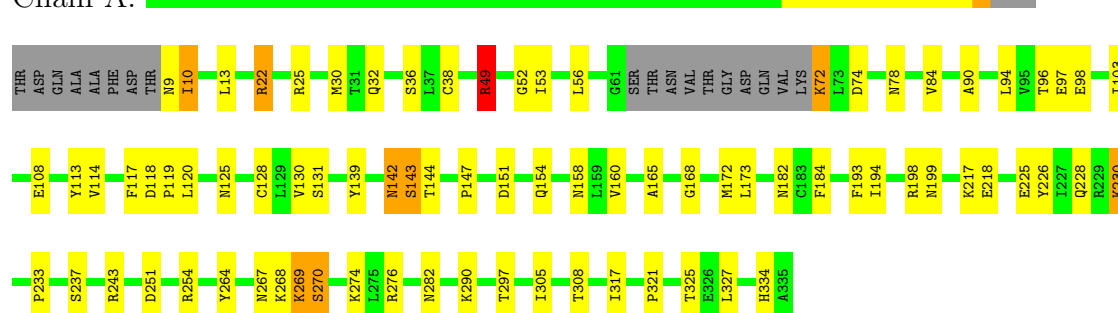 Chain A:
THR ASP GLN ALA ALA PHE ASP THR N9 I10 L13 R22 R25 M30 T31 Q32 S36 L37 C38 R49 G52 I53 L56 G61 SER THR ASN VAL THR GLY ASP GLN VAL LYS K72 L73 D74 N78 V84 A90 L94 V95 T96 E97 E98
E108 Y113 V114 F117 D118 P119 L120 N125 C128 L129 V130 S131 Y139 N142 S143 T144 P147 D151 Q154 N158 L159 V160 A165 G168 M172 L173 N182 C183 F184 F193 I194 R198 N199 K217 E218 E225 Y226 I227 Q228 R229 K230
P233 S237 R243 D251 R254 Y264 N267 K268 K269 S270 K274 L275 R276 N282 K290 T297 I305 T308 I317 P321 T325 E326 L327 H334 A335